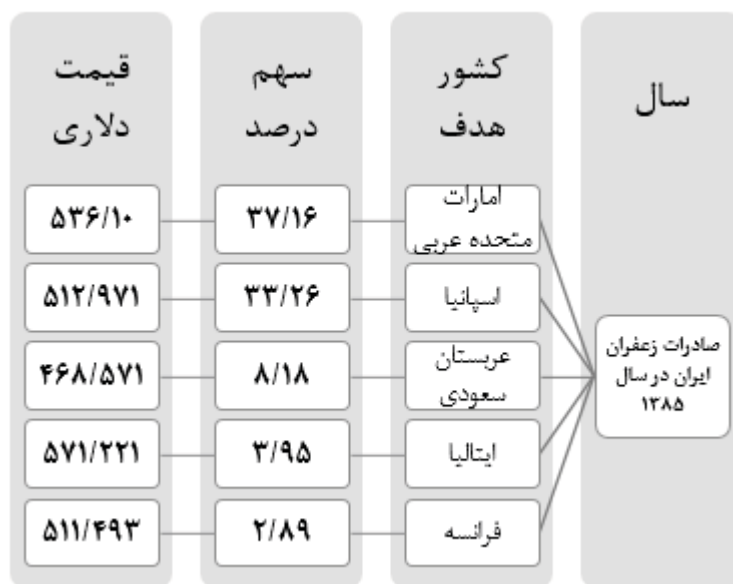 سال
کشور
هدف
سهم
درصد
قیمت
دلاری
صادرات زعفران
ایران در سال
۱۳۸۵
امارات
متحده عربی
۳۷/۱۶
۵۳۶/۱۰
اسپانیا
۳۳/۲۶
۵۱۲/۹۷۱
عربستان
سعودی
۸/۱۸
۴۶۸/۵۷۱
ایتالیا
۳/۹۵
۵۷۱/۲۲۱
فرانسه
۲/۸۹
۵۱۱/۴۹۳